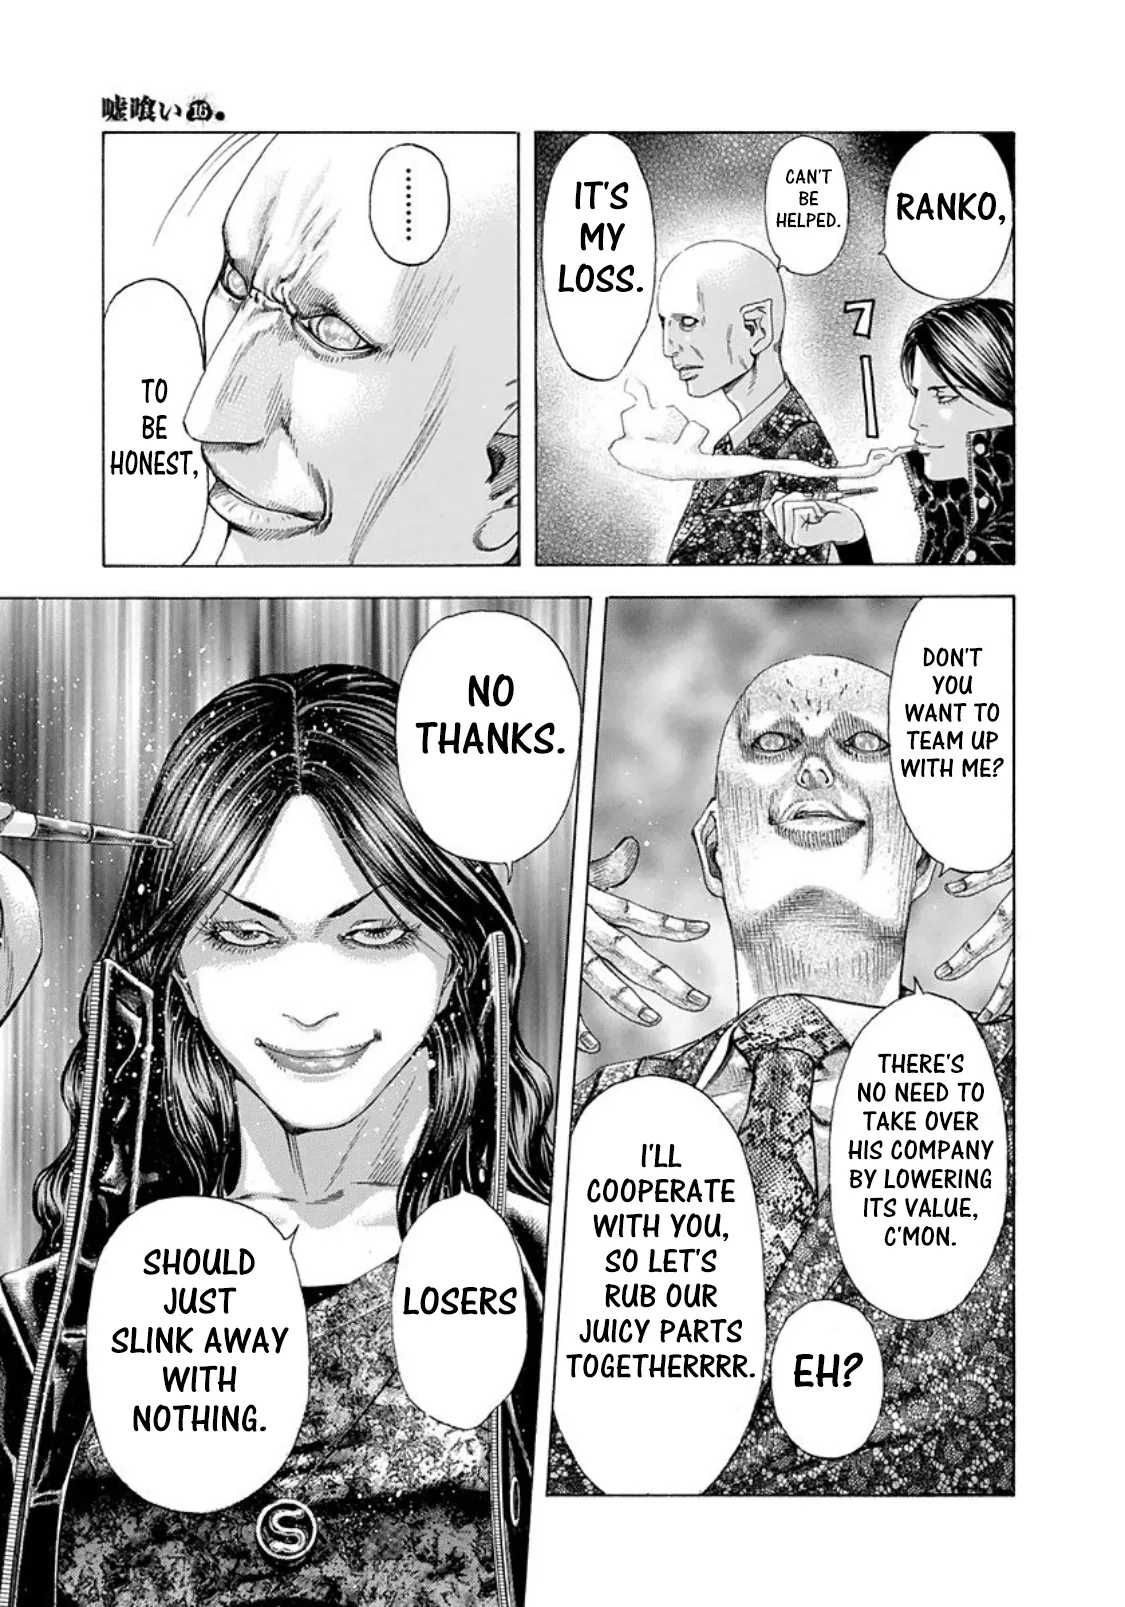 嘘喰い 16
RANKO,
CAN'T
BE
HELPED.
IT'S
MY
LOSS.
フー
………
TO
BE
HONEST,
DON'T
YOU
WANT TO
TEAM UP
WITH ME?
THERE'S
NO NEED TO
TAKE OVER
HIS COMPANY
BY LOWERING
ITS VALUE,
C'MON.
EH?
I'LL
COOPERATE
WITH YOU,
SO LET'S
RUB OUR
JUICY PARTS
TOGETHERRRR.
NO
THANKS.
LOSERS
SHOULD
JUST
SLINK AWAY
WITH
NOTHING.
S